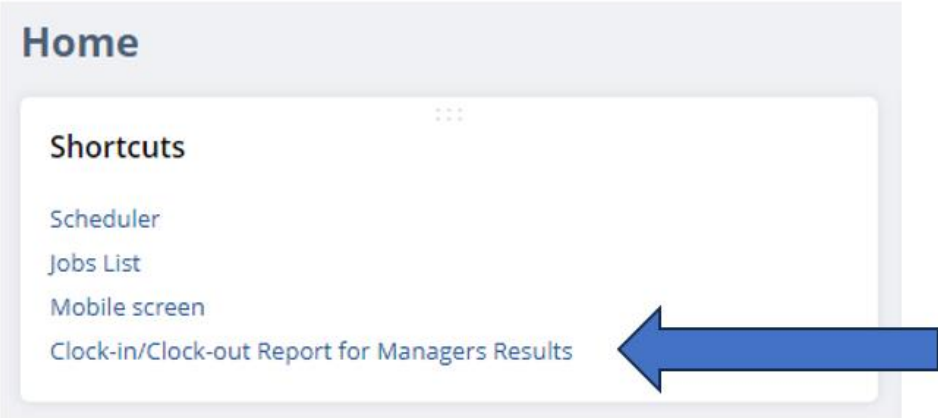 Home
Shortcuts
Scheduler
Jobs List
Mobile screen
Clock-in/Clock-out Report for Managers Results